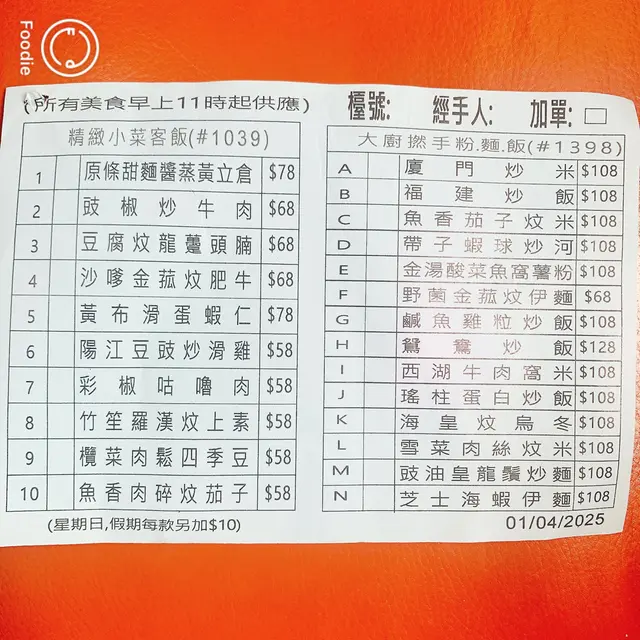 Foodie
(所有美食早上11時起供應)
檯號: 經手人: 加單:
精緻小菜客飯(#1039)
1 原條甜麵醬蒸黃立倉 $78
2 豉椒炒牛肉 $68
3 豆腐炆龍躉頭腩 $68
4 沙嗲金菰炆肥牛 $68
5 黃布滑蛋蝦仁 $78
6 陽江豆豉炒滑雞 $58
7 彩椒咕嚕肉 $58
8 竹笙羅漢炆上素 $58
9 欖菜肉鬆四季豆 $58
10 魚香肉碎炆茄子 $58
(星期日,假期每款另加$10)
大廚撚手粉.麵.飯(#1398)
A 廈門炒米 $108
B 福建炒飯 $108
C 魚香茄子炆米 $108
D 帶子蝦球炒河 $108
E 金湯酸菜魚窩薯粉 $108
F 野菌金菰炆伊麵 $68
G 鹹魚雞粒炒飯 $108
H 鴛鴦炒飯 $128
I 西湖牛肉窩米 $108
J 瑤柱蛋白炒飯 $108
K 海皇炆烏冬 $108
L 雪菜肉絲炆米 $108
M 豉油皇龍鬚炒麵 $108
N 芝士海蝦伊麵 $108
01/04/2025